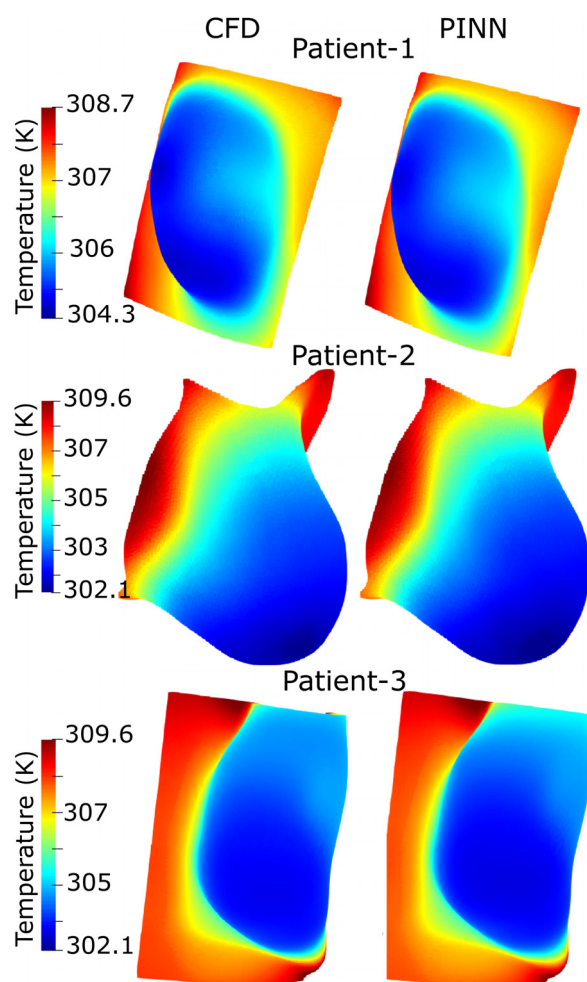 CFD PINN
Patient-1
Temperature (K)
308.7
307
306
304.3
Patient-2
Temperature (K)
309.6
307
305
303
302.1
Patient-3
Temperature (K)
309.6
307
305
302.1